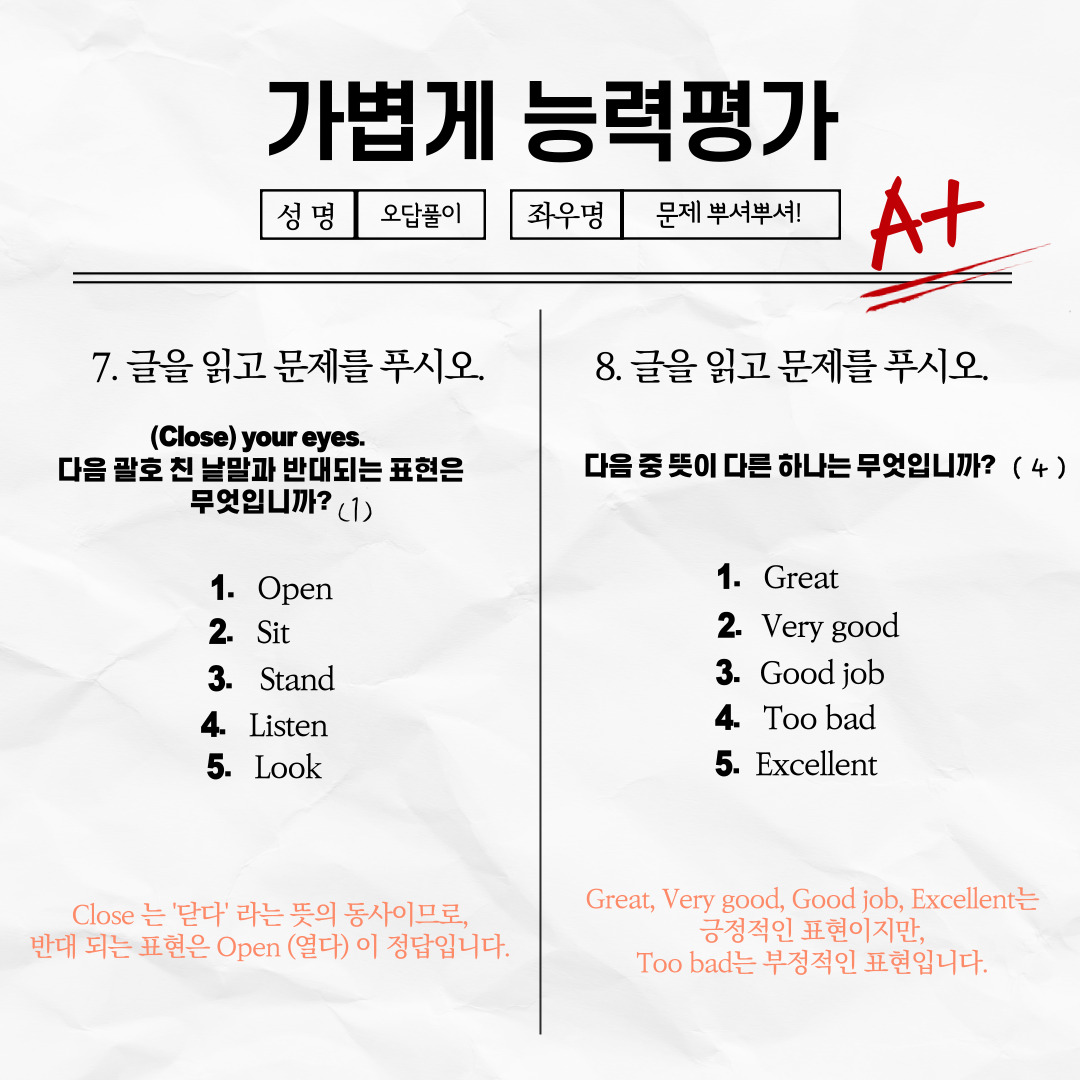 가볍게 능력평가
성 명 오답풀이 좌우명 문제 뿌셔뿌셔!
A+
7. 글을 읽고 문제를 푸시오.
(Close) your eyes.
다음 괄호 친 낱말과 반대되는 표현은
무엇입니까? (1)
1. Open
2. Sit
3. Stand
4. Listen
5. Look
Close 는 '닫다' 라는 뜻의 동사이므로,
반대 되는 표현은 Open (열다) 이 정답입니다.
8. 글을 읽고 문제를 푸시오.
다음 중 뜻이 다른 하나는 무엇입니까? ( 4 )
1. Great
2. Very good
3. Good job
4. Too bad
5. Excellent
Great, Very good, Good job, Excellent는
긍정적인 표현이지만,
Too bad는 부정적인 표현입니다.